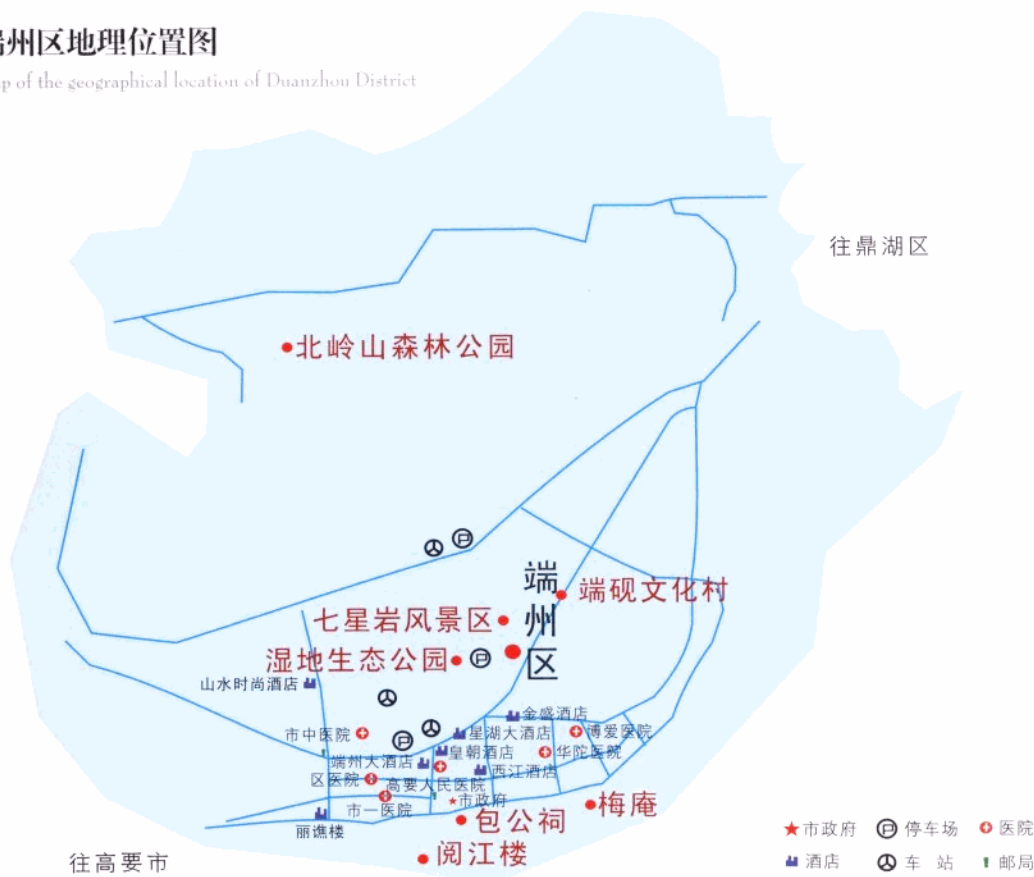 州区地理位置图
of the geographical location of Duanzhou District
往鼎湖区
北岭山森林公园
端州区
端砚文化村
七星岩风景区
湿地生态公园
山水时尚酒店
金盛酒店
市中医院
星湖大酒店
博爱医院
皇朝酒店
华陀医院
端州大酒店
西江酒店
区医院
高要人民医院
市政府
市一医院
梅庵
包公祠
丽谯楼
阅江楼
往高要市
市政府
停车场
医院
酒店
车 站
邮局